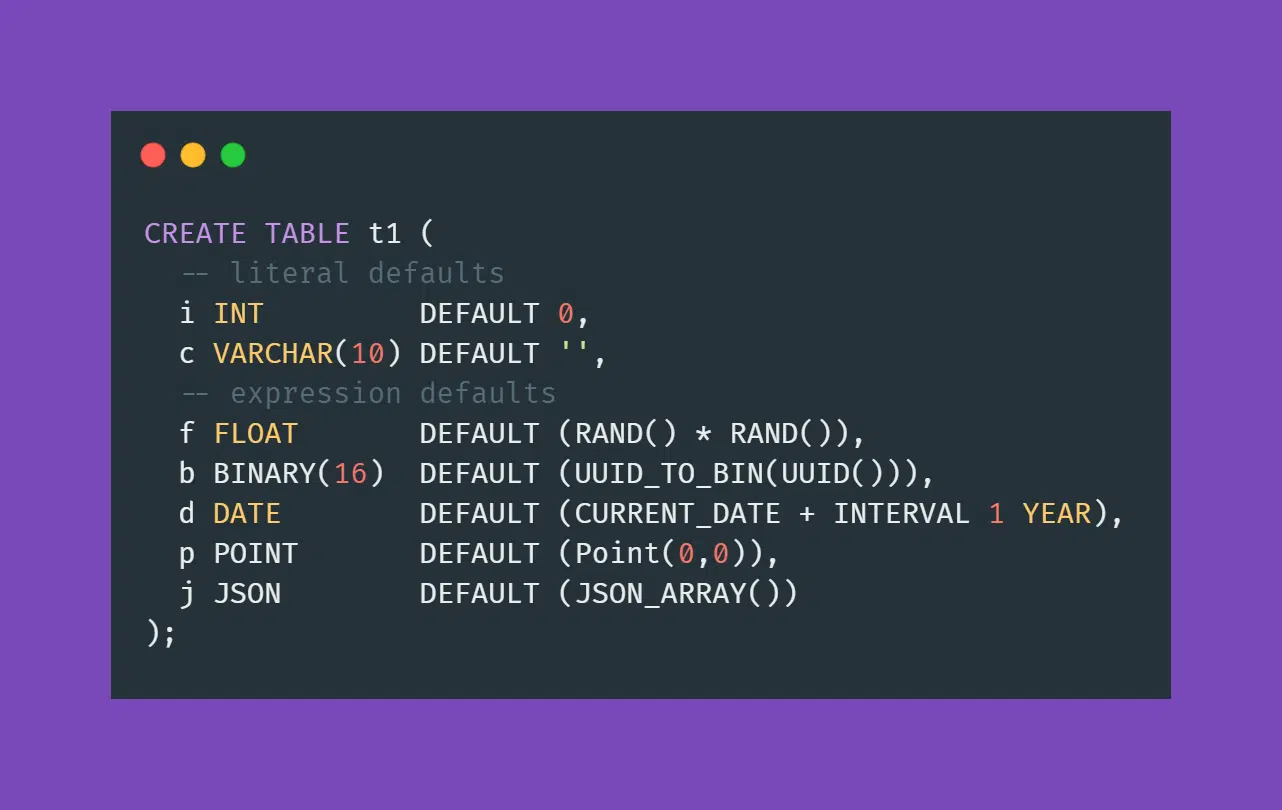 CREATE TABLE t1 (
  -- literal defaults
  i INT         DEFAULT 0,
  c VARCHAR(10) DEFAULT '',
  -- expression defaults
  f FLOAT       DEFAULT (RAND() * RAND()),
  b BINARY(16)  DEFAULT (UUID_TO_BIN(UUID())),
  d DATE        DEFAULT (CURRENT_DATE + INTERVAL 1 YEAR),
  p POINT       DEFAULT (Point(0,0)),
  j JSON        DEFAULT (JSON_ARRAY())
);